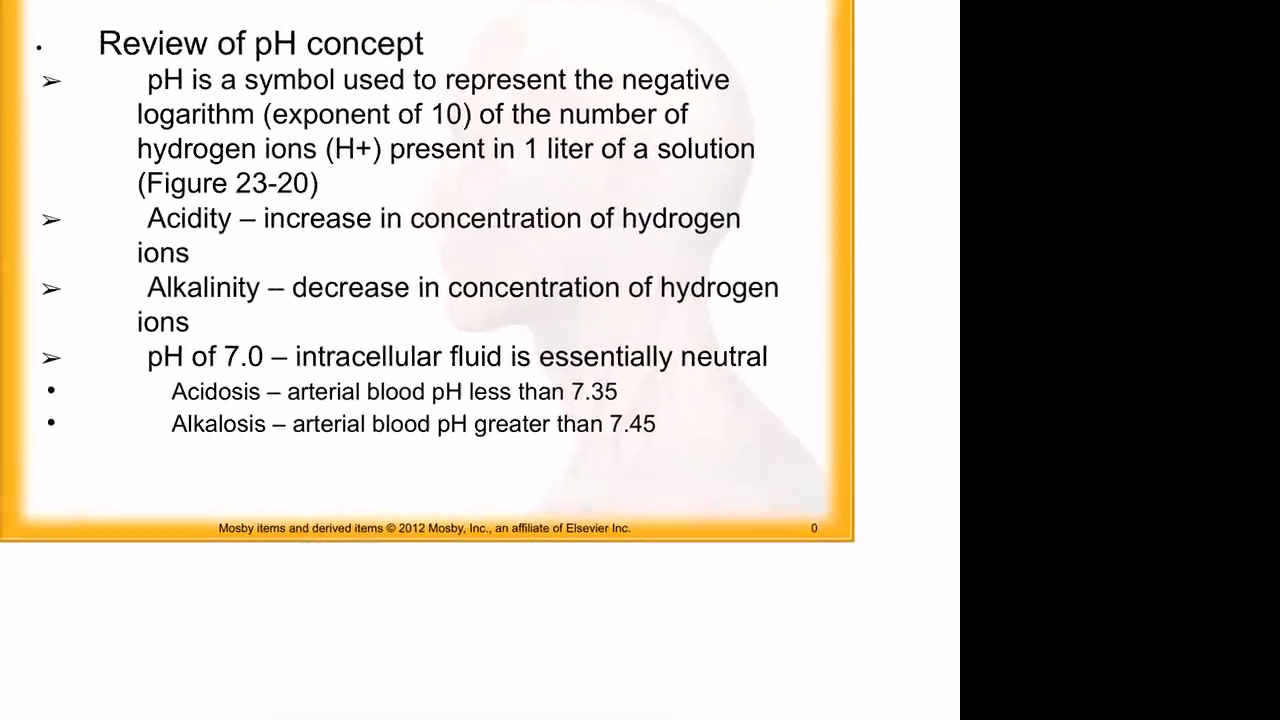 • Review of pH concept
➢ pH is a symbol used to represent the negative
logarithm (exponent of 10) of the number of
hydrogen ions (H+) present in 1 liter of a solution
(Figure 23-20)
➢ Acidity – increase in concentration of hydrogen
ions
➢ Alkalinity – decrease in concentration of hydrogen
ions
➢ pH of 7.0 – intracellular fluid is essentially neutral
• Acidosis – arterial blood pH less than 7.35
• Alkalosis – arterial blood pH greater than 7.45
Mosby items and derived items © 2012 Mosby, Inc., an affiliate of Elsevier Inc. 0